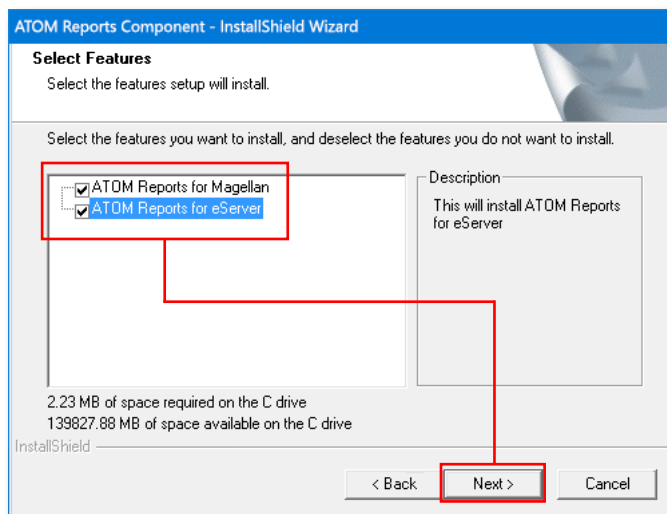 ATOM Reports Component - InstallShield Wizard
Select Features
Select the features setup will install.
Select the features you want to install, and deselect the features you do not want to install.
ATOM Reports for Magellan
ATOM Reports for eServer
Description
This will install ATOM Reports
for eServer
2.23 MB of space required on the C drive
139827.88 MB of space available on the C drive
InstallShield
< Back
Next >
Cancel